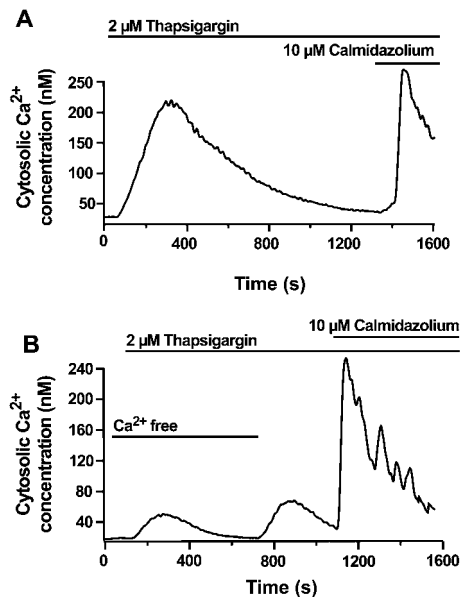 A
2 µM Thapsigargin
10 µM Calmidazolium
Cytosolic Ca2+
concentration (nM)
250
200
150
100
50
0
400
800
1200
1600
Time (s)
B
10 µM Calmidazolium
2 µM Thapsigargin
Ca2+ free
Cytosolic Ca2+
concentration (nM)
240
200
160
120
80
40
0
400
800
1200
1600
Time (s)